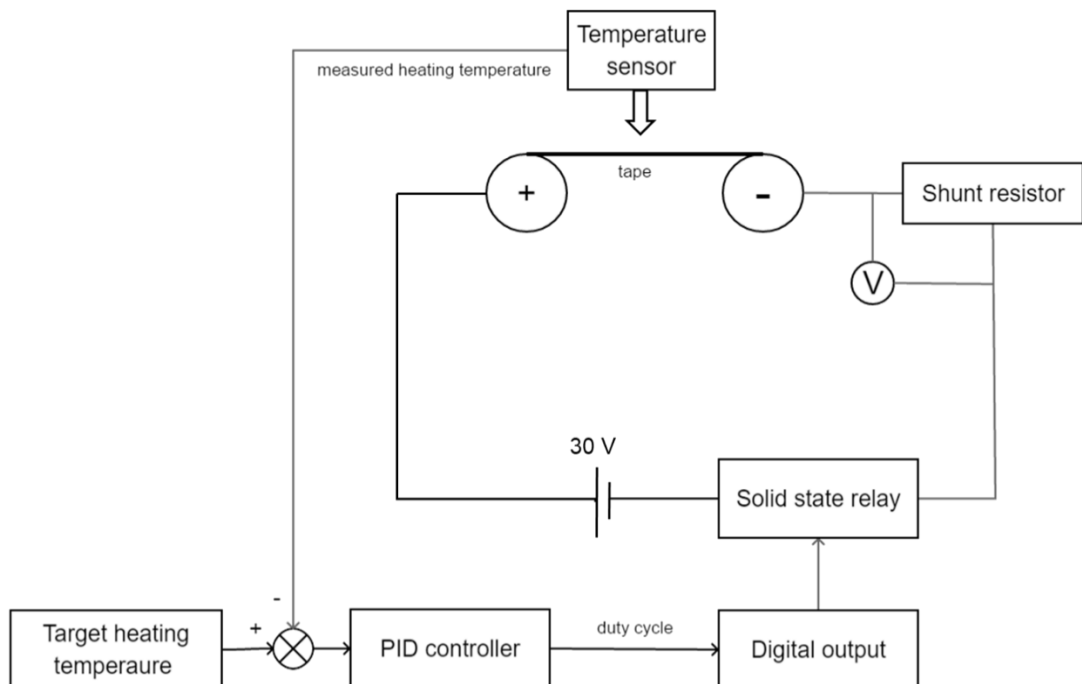 Temperature
sensor
measured heating temperature
tape
+
-
Shunt resistor
V
30 V
Solid state relay
-
+
Target heating
temperaure
PID controller
duty cycle
Digital output